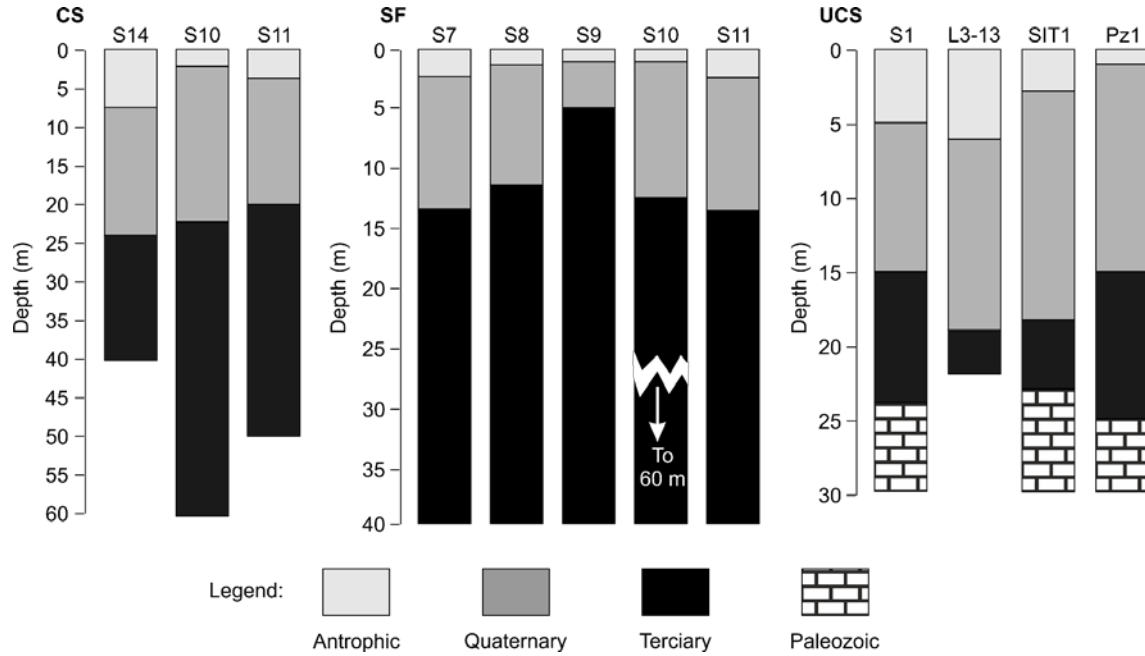 CS
SF
UCS
S14 S10 S11
S7 S8 S9 S10 S11
S1 L3-13 SIT1 Pz1
Depth (m)
0
5
10
15
20
25
30
35
40
45
50
55
60
Depth (m)
0
5
10
15
20
25
30
35
40
To
60 m
Depth (m)
0
5
10
15
20
25
30
Legend:
Antrophic Quaternary Terciary Paleozoic